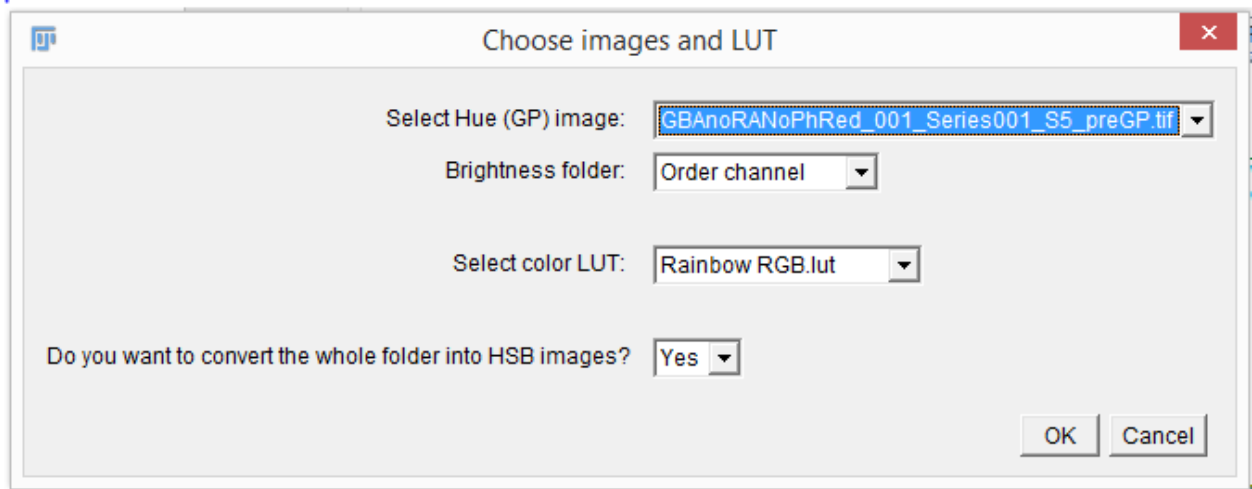 Choose images and LUT
Select Hue (GP) image: GBAnoRANoPhRed_001_Series001_S5_preGP.tif
Brightness folder: Order channel
Select color LUT: Rainbow RGB.lut
Do you want to convert the whole folder into HSB images? Yes
OK Cancel